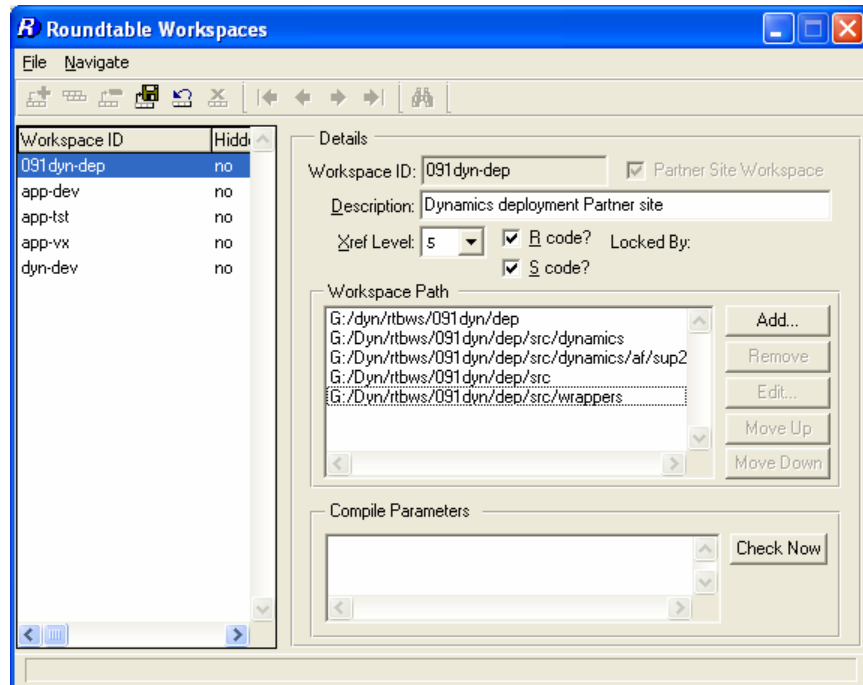 Roundtable Workspaces
File Navigate
Workspace ID Hidd
091dyn-dep no
app-dev no
app-tst no
app-vx no
dyn-dev no
Details
Workspace ID: 091dyn-dep Partner Site Workspace
Description: Dynamics deployment Partner site
Xref Level: 5 R code? Locked By:
S code?
Workspace Path
G:/dyn/rtbws/091dyn/dep
G:/Dyn/rtbws/091dyn/dep/src/dynamics
G:/Dyn/rtbws/091dyn/dep/src/dynamics/af/sup2
G:/Dyn/rtbws/091dyn/dep/src
G:/Dyn/rtbws/091dyn/dep/src/wrappers
Add...
Remove
Edit...
Move Up
Move Down
Compile Parameters
Check Now